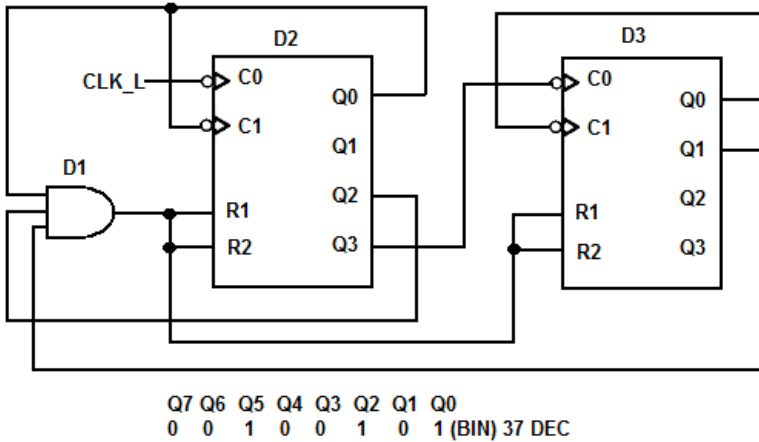 D2
D3
CLK_L
C0
C1
Q0
Q1
Q2
Q3
R1
R2
D1
C0
C1
Q0
Q1
Q2
Q3
R1
R2
Q7 Q6 Q5 Q4 Q3 Q2 Q1 Q0
0 0 1 0 0 1 0 1 (BIN) 37 DEC